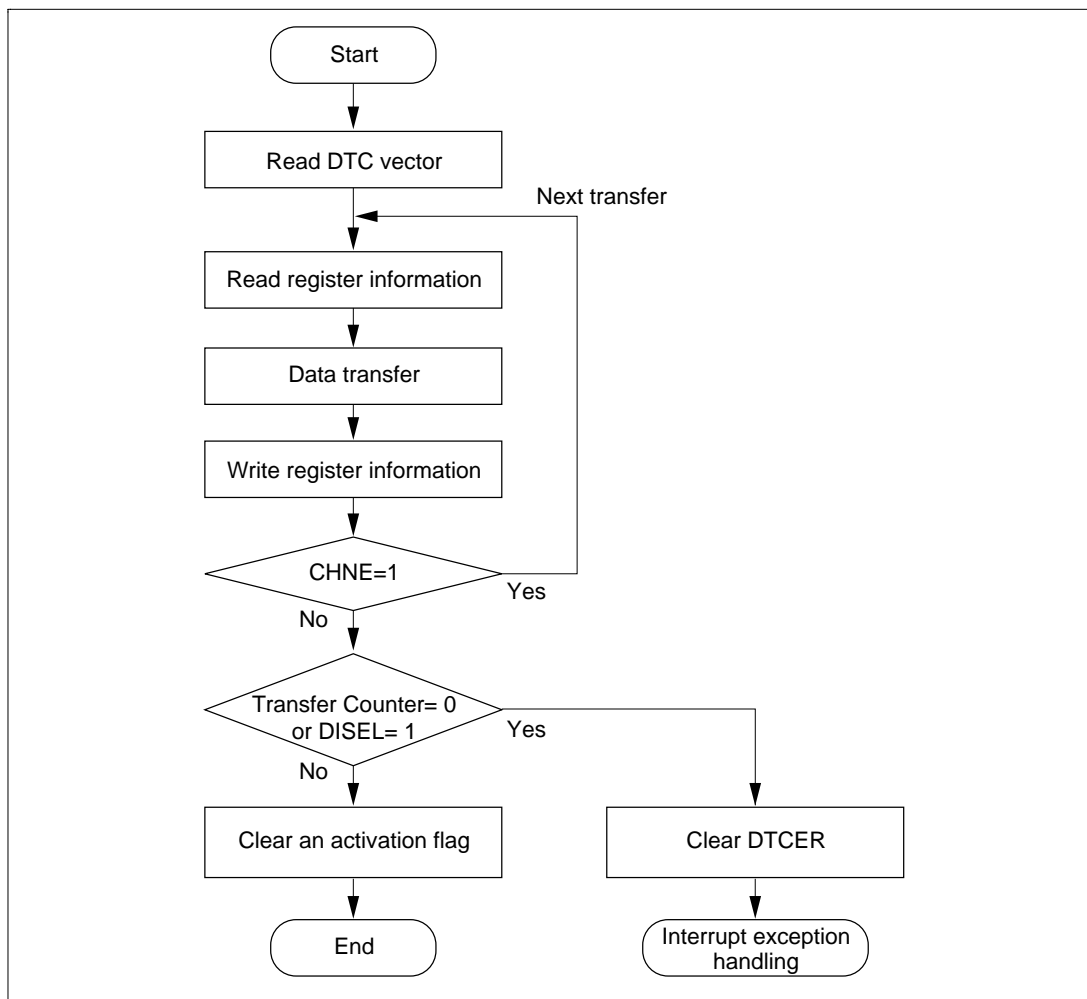 Start
Read DTC vector
Next transfer
Read register information
Data transfer
Write register information
CHNE=1
Yes
No
Transfer Counter= 0
or DISEL= 1
Yes
No
Clear an activation flag
Clear DTCER
End
Interrupt exception
handling